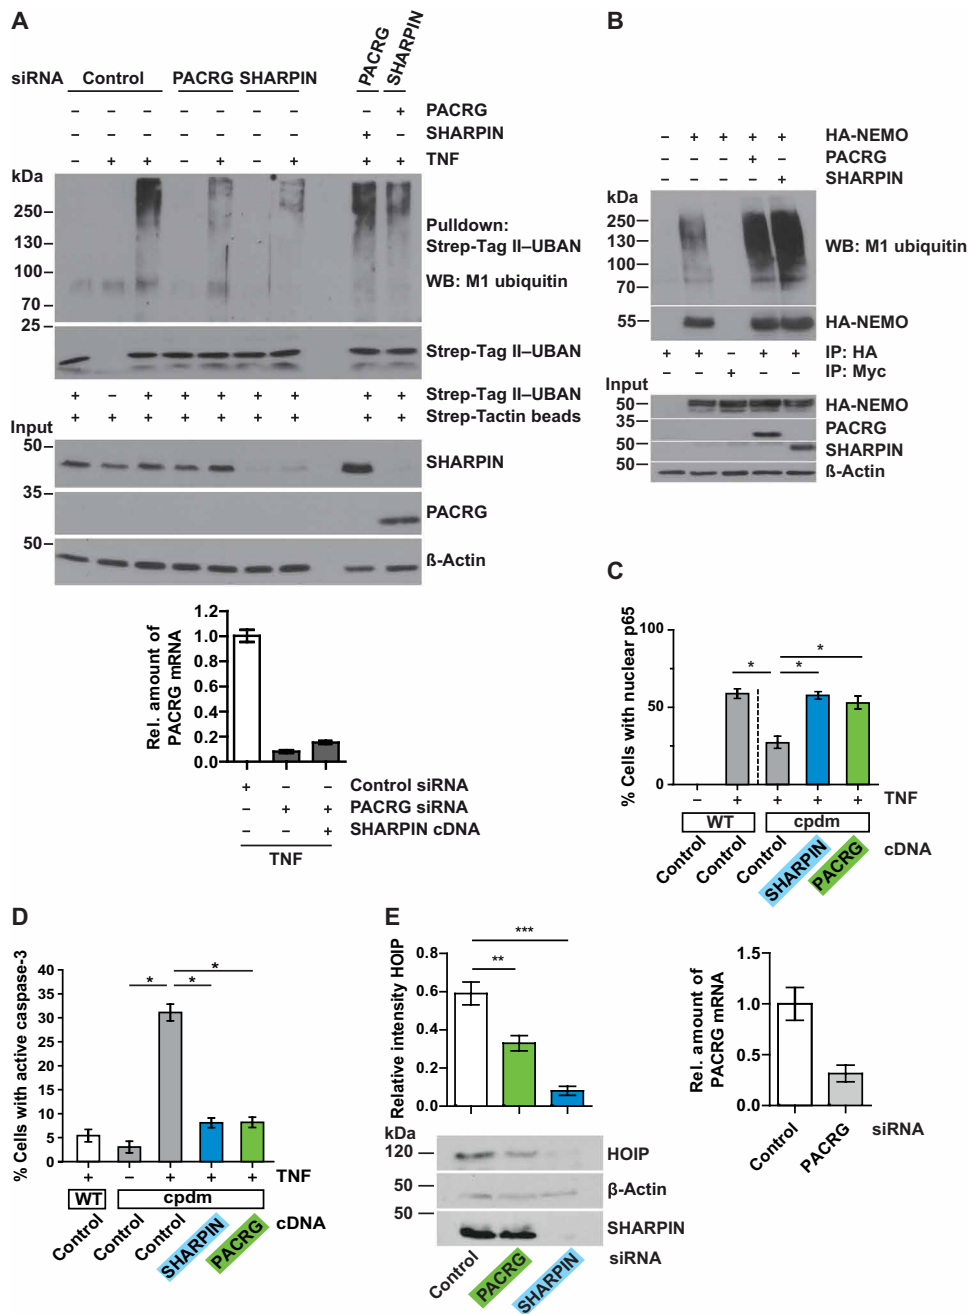 A
siRNA Control PACRG SHARPIN PACRG SHARPIN
– – – – – – – – + PACRG
– – – – – – – + – SHARPIN
– + + – + – + + + TNF
kDa
250
130
100
70
Pulldown:
Strep-Tag II–UBAN
WB: M1 ubiquitin
25
Strep-Tag II–UBAN
+ – + + + + + + + Strep-Tag II–UBAN
+ + + + + + + + + Strep-Tactin beads
Input
50
SHARPIN
35
PACRG
50
ß-Actin
Rel. amount of
PACRG mRNA
1.2
1.0
0.8
0.6
0.4
0.2
0.0
+ – – Control siRNA
– + + PACRG siRNA
– – + SHARPIN cDNA
TNF
B
– + + + + HA-NEMO
– – – + – PACRG
– – – – + SHARPIN
kDa
250
130
100
70
WB: M1 ubiquitin
55
HA-NEMO
+ + – + + IP: HA
– – + – – IP: Myc
Input
50
HA-NEMO
35
PACRG
50
SHARPIN
50
ß-Actin
C
% Cells with nuclear p65
100
50
0
* * *
– + + + + TNF
WT cpdm
Control Control Control SHARPIN PACRG cDNA
D
% Cells with active caspase-3
40
35
30
25
20
15
10
5
0
* * *
+ – + + + TNF
WT cpdm
Control Control Control SHARPIN PACRG cDNA
E
Relative intensity HOIP
0.8
0.6
0.4
0.2
0.0
***
**
kDa
120
HOIP
50
ß-Actin
50
SHARPIN
Control PACRG SHARPIN siRNA
Rel. amount of
PACRG mRNA
1.5
1.0
0.5
0.0
Control PACRG siRNA